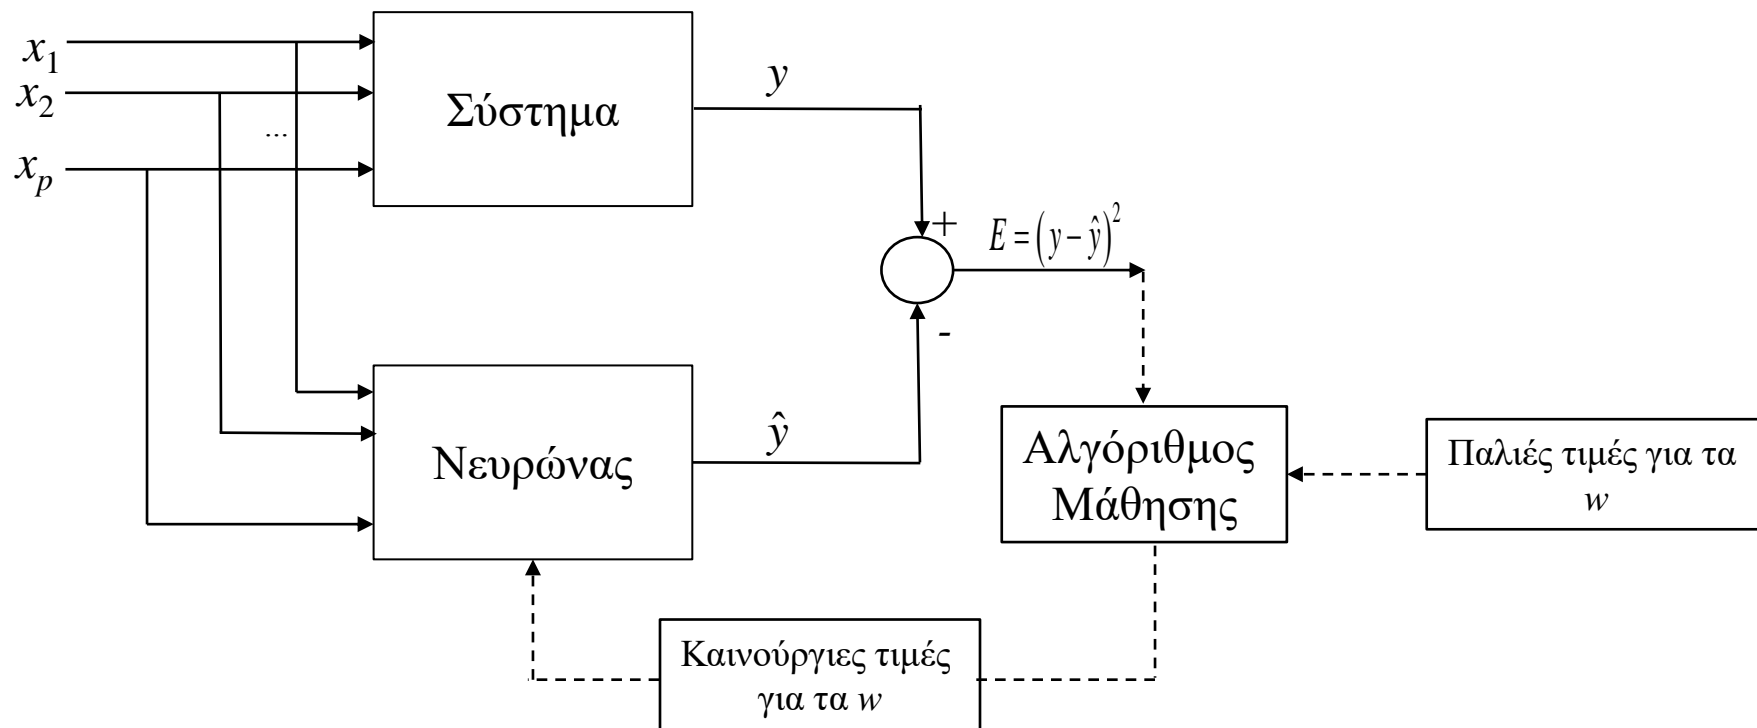 x₁
x₂
...
xₚ
Σύστημα
y
+
E = (y − ŷ)²
-
Νευρώνας
ŷ
Αλγόριθμος
Μάθησης
Παλιές τιμές για τα
w
Καινούργιες τιμές
για τα w